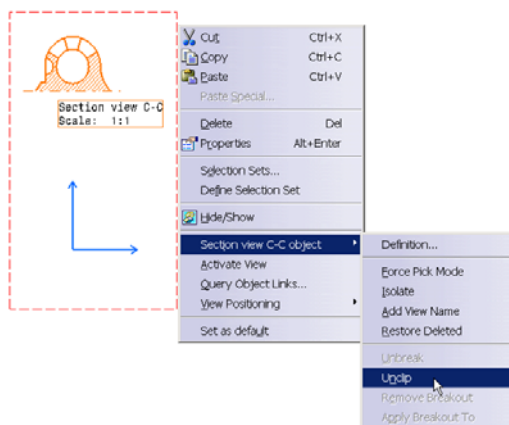 Section view C-C
Scale: 1:1
Cut Ctrl+X
Copy Ctrl+C
Paste Ctrl+V
Paste Special...
Delete Del
Properties Alt+Enter
Selection Sets...
Define Selection Set
Hide/Show
Section view C-C object
Activate View
Query Object Links...
View Positioning
Set as default
Definition...
Force Pick Mode
Isolate
Add View Name
Restore Deleted
Unbreak
Unclip
Remove Breakout
Apply Breakout To